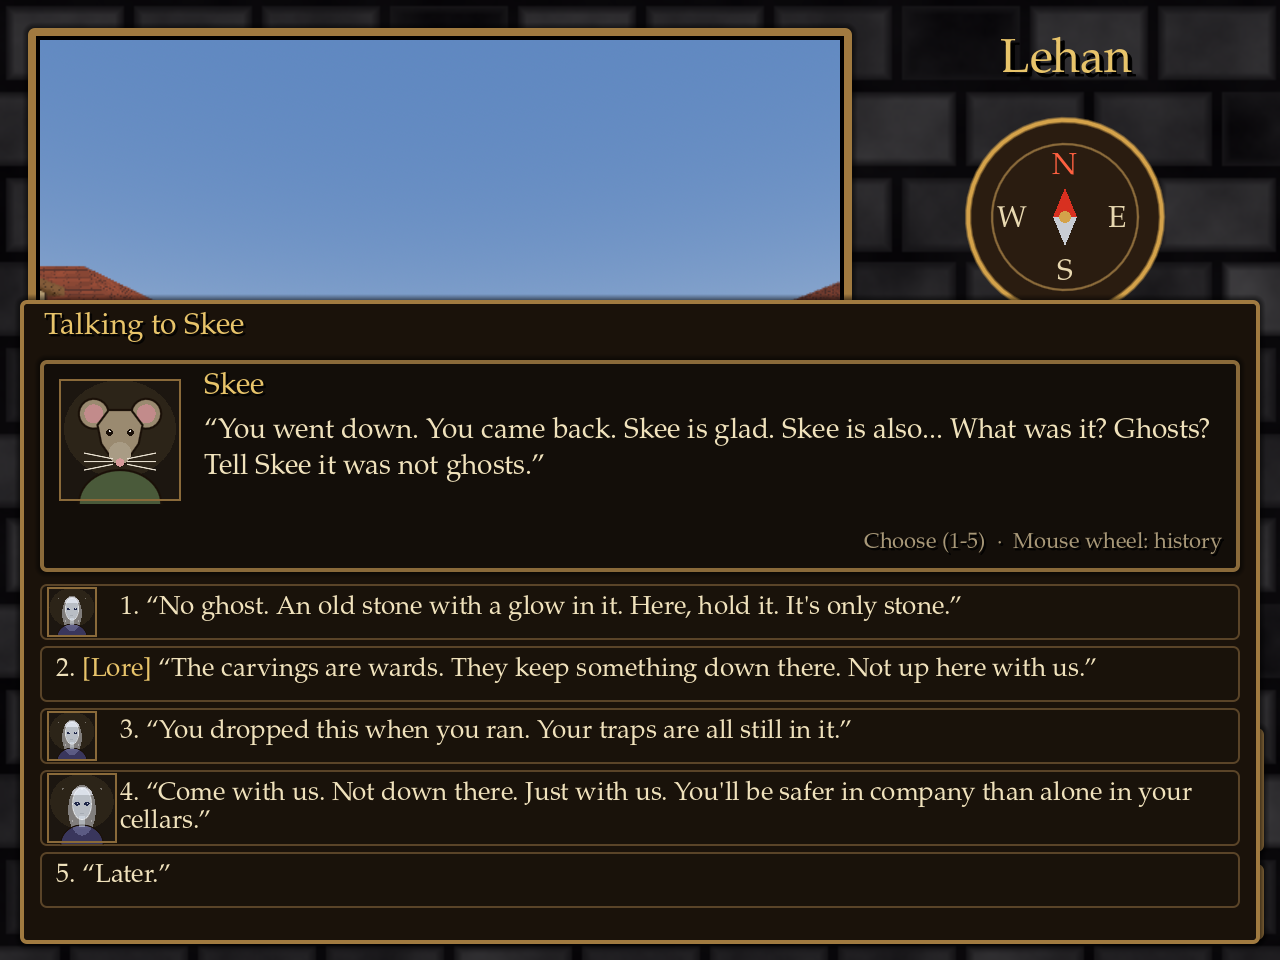 Lehan
N
W E
S
Talking to Skee
Skee
“You went down. You came back. Skee is glad. Skee is also... What was it? Ghosts?
Tell Skee it was not ghosts.”
Choose (1-5) · Mouse wheel: history
1. “No ghost. An old stone with a glow in it. Here, hold it. It's only stone.”
2. [Lore] “The carvings are wards. They keep something down there. Not up here with us.”
3. “You dropped this when you ran. Your traps are all still in it.”
4. “Come with us. Not down there. Just with us. You'll be safer in company than alone in your
cellars.”
5. “Later.”